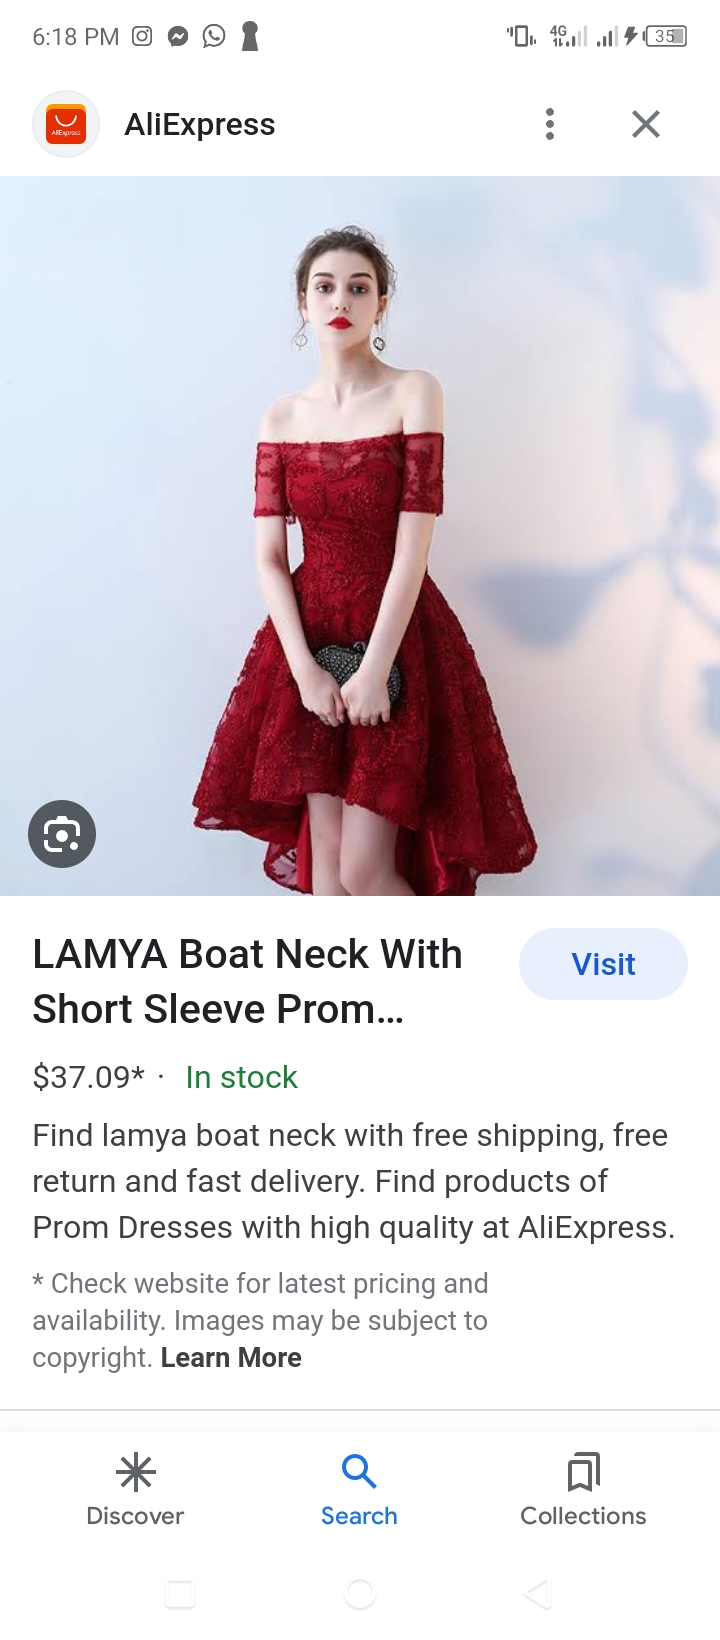 6:18 PM
4G
35
AliExpress
AliExpress
LAMYA Boat Neck With
Short Sleeve Prom...
Visit
$37.09* · In stock
Find lamya boat neck with free shipping, free
return and fast delivery. Find products of
Prom Dresses with high quality at AliExpress.
* Check website for latest pricing and
availability. Images may be subject to
copyright. Learn More
Discover
Search
Collections